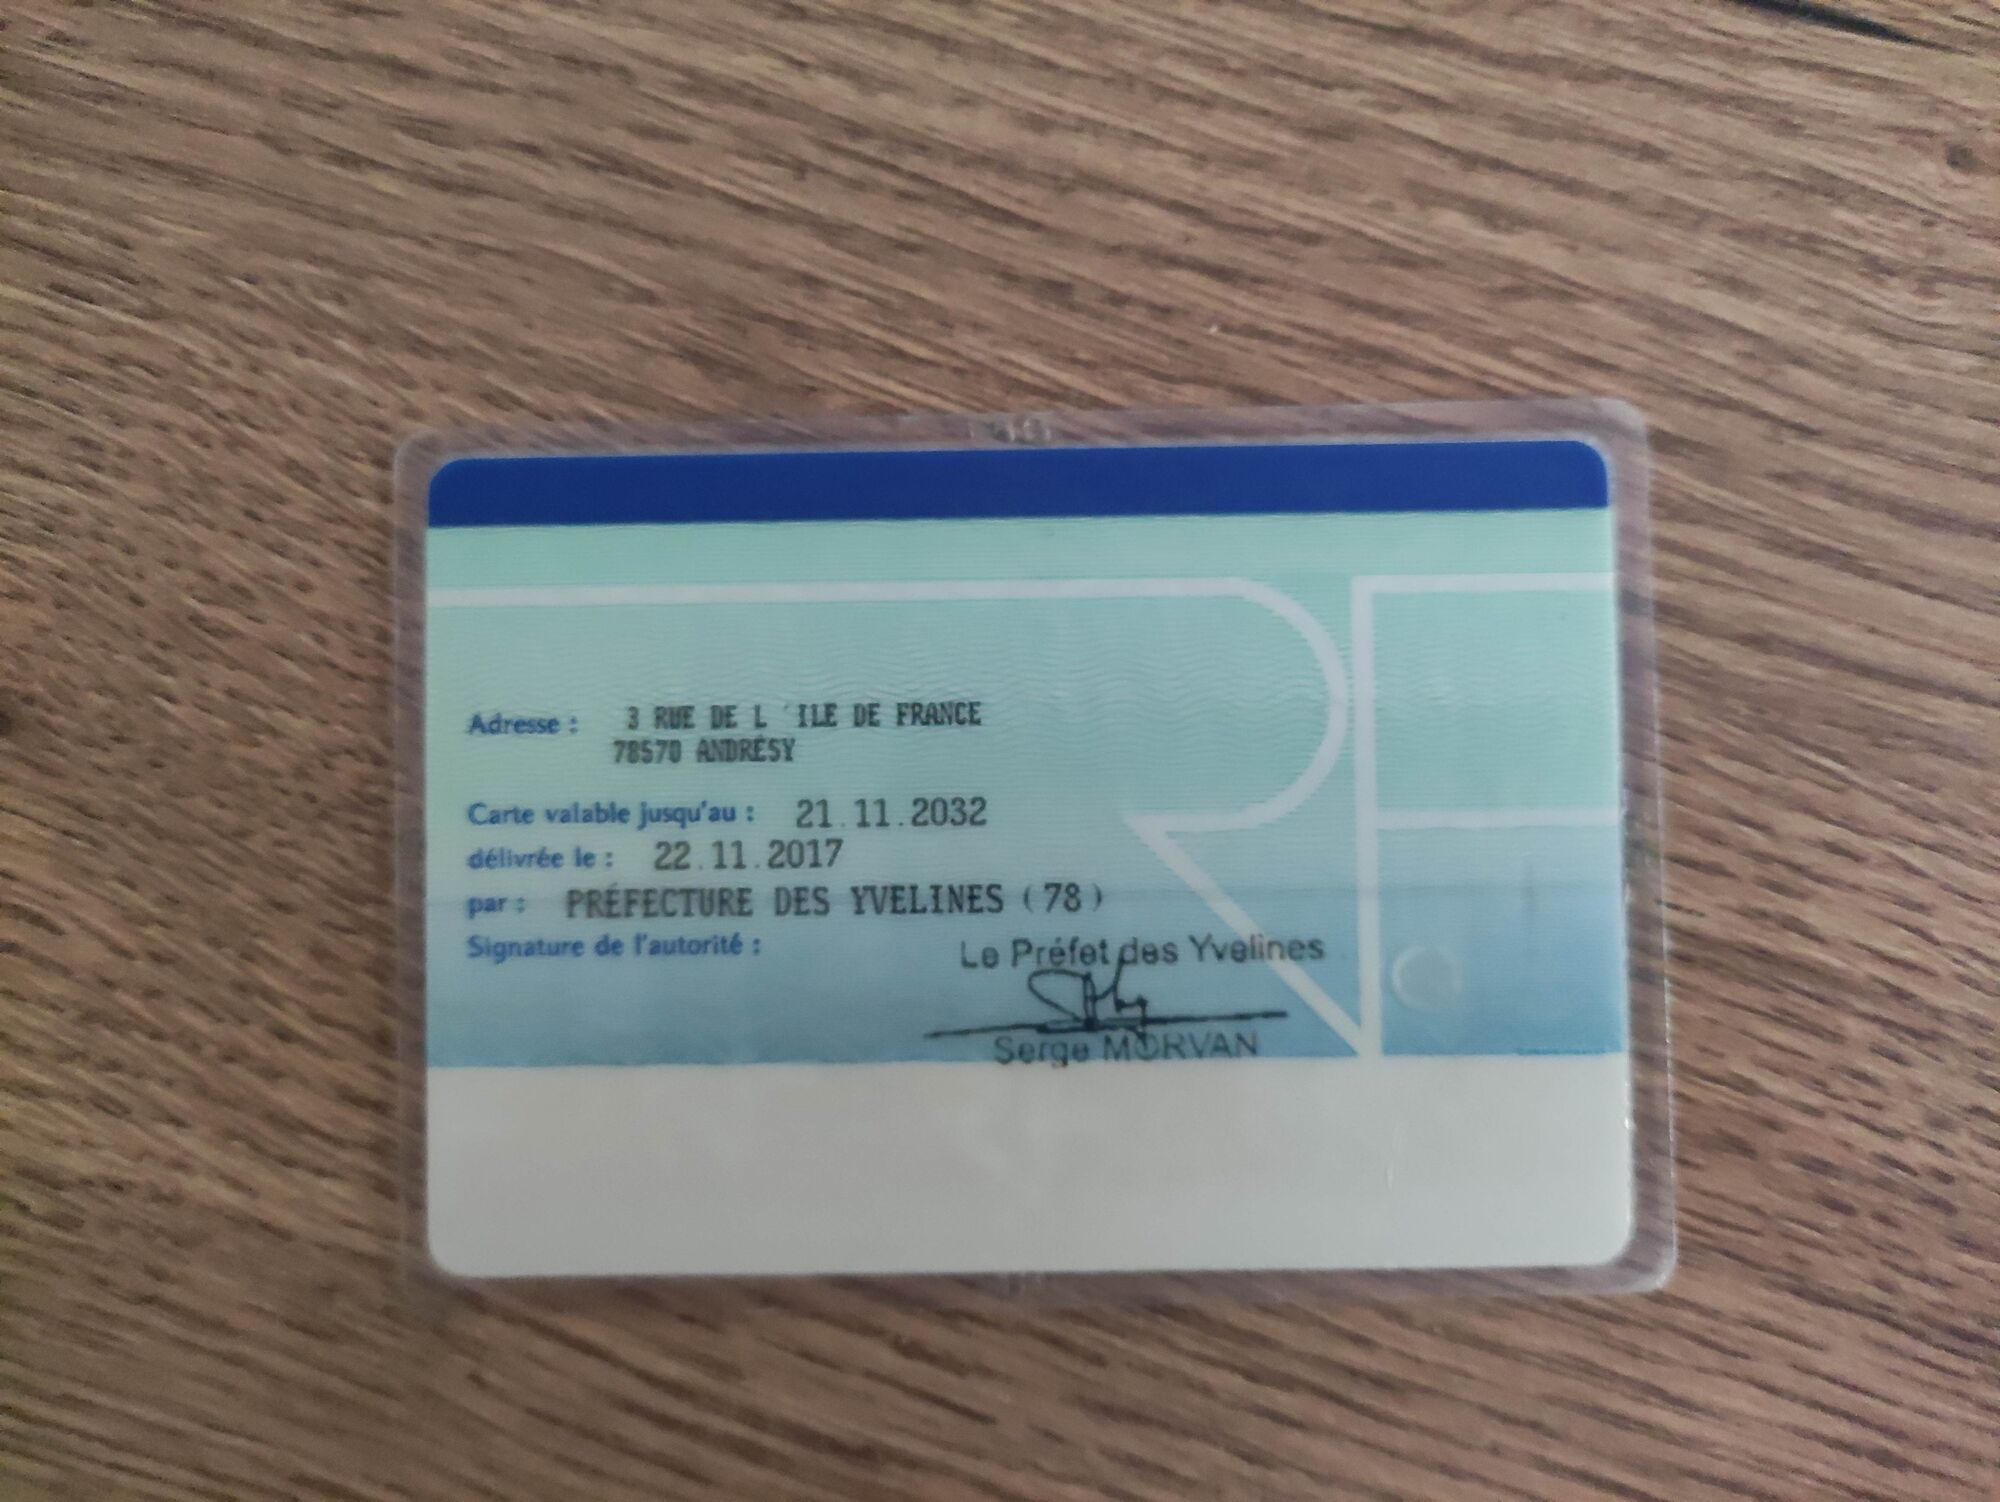 Adresse : 3 RUE DE L 'ILE DE FRANCE
78570 ANDRÉSY
Carte valable jusqu'au : 21.11.2032
délivrée le : 22.11.2017
par : PRÉFECTURE DES YVELINES (78)
Signature de l'autorité :
Le Préfet des Yvelines
Serge MORVAN
RF